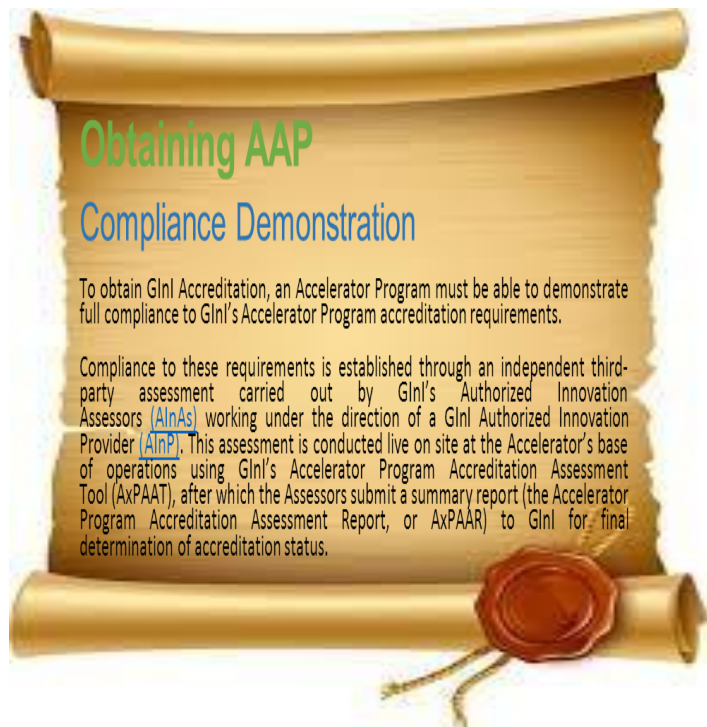 Obtaining AAP
Compliance Demonstration
To obtain GInI Accreditation, an Accelerator Program must be able to demonstrate
full compliance to GInI's Accelerator Program accreditation requirements.
Compliance to these requirements is established through an independent third-
party assessment carried out by GInI's Authorized Innovation
Assessors (AInAs) working under the direction of a GInI Authorized Innovation
Provider (AInP). This assessment is conducted live on site at the Accelerator's base
of operations using GInI's Accelerator Program Accreditation Assessment
Tool (AxPAAT), after which the Assessors submit a summary report (the Accelerator
Program Accreditation Assessment Report, or AxPAAR) to GInI for final
determination of accreditation status.